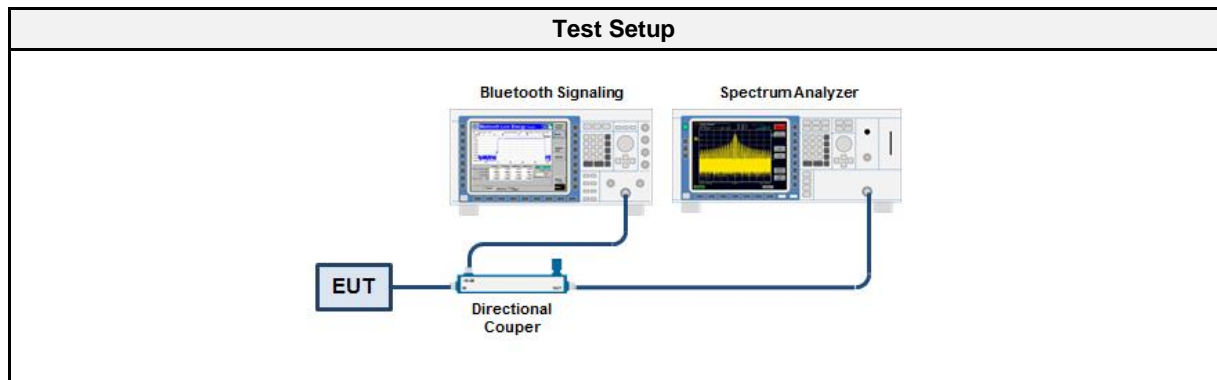 Test Setup
Bluetooth Signaling
Spectrum Analyzer
EUT
Directional
Couper